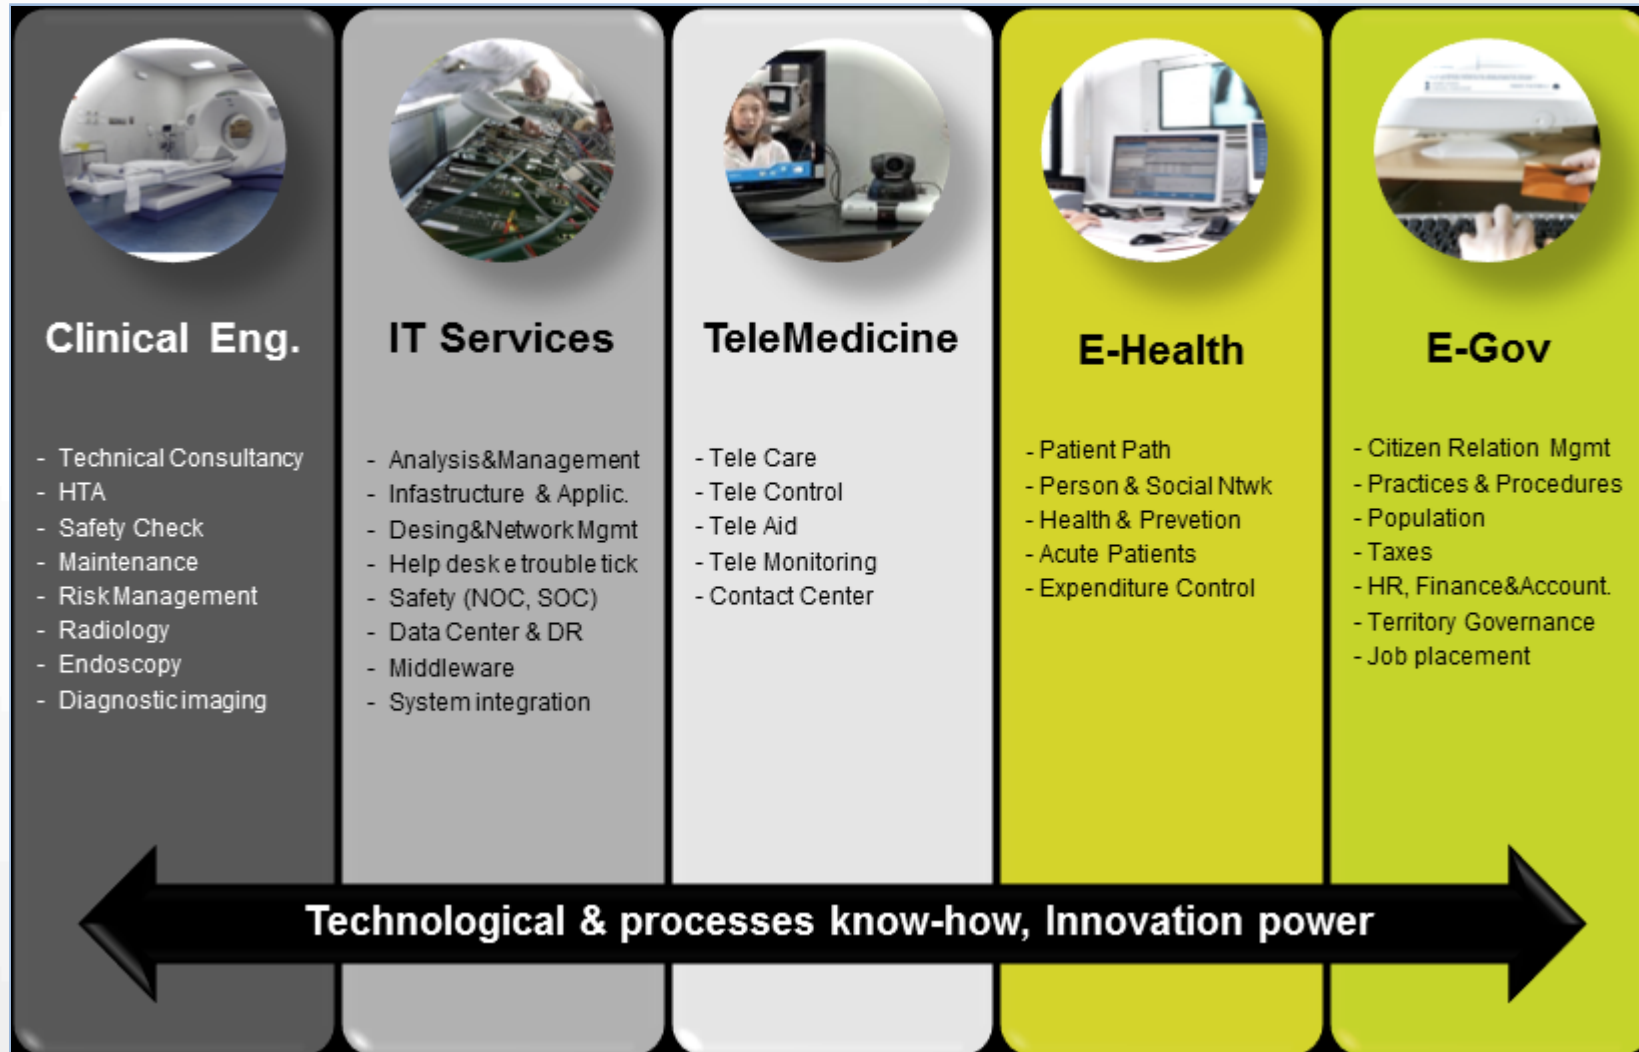 Clinical Eng.
- Technical Consultancy
- HTA
- Safety Check
- Maintenance
- Risk Management
- Radiology
- Endoscopy
- Diagnostic imaging
IT Services
- Analysis&Management
- Infastructure & Applic.
- Desing&Network Mgmt
- Help desk e trouble tick
- Safety (NOC, SOC)
- Data Center & DR
- Middleware
- System integration
TeleMedicine
- Tele Care
- Tele Control
- Tele Aid
- Tele Monitoring
- Contact Center
E-Health
- Patient Path
- Person & Social Ntwk
- Health & Prevetion
- Acute Patients
- Expenditure Control
E-Gov
- Citizen Relation Mgmt
- Practices & Procedures
- Population
- Taxes
- HR, Finance&Account.
- Territory Governance
- Job placement
Technological & processes know-how, Innovation power